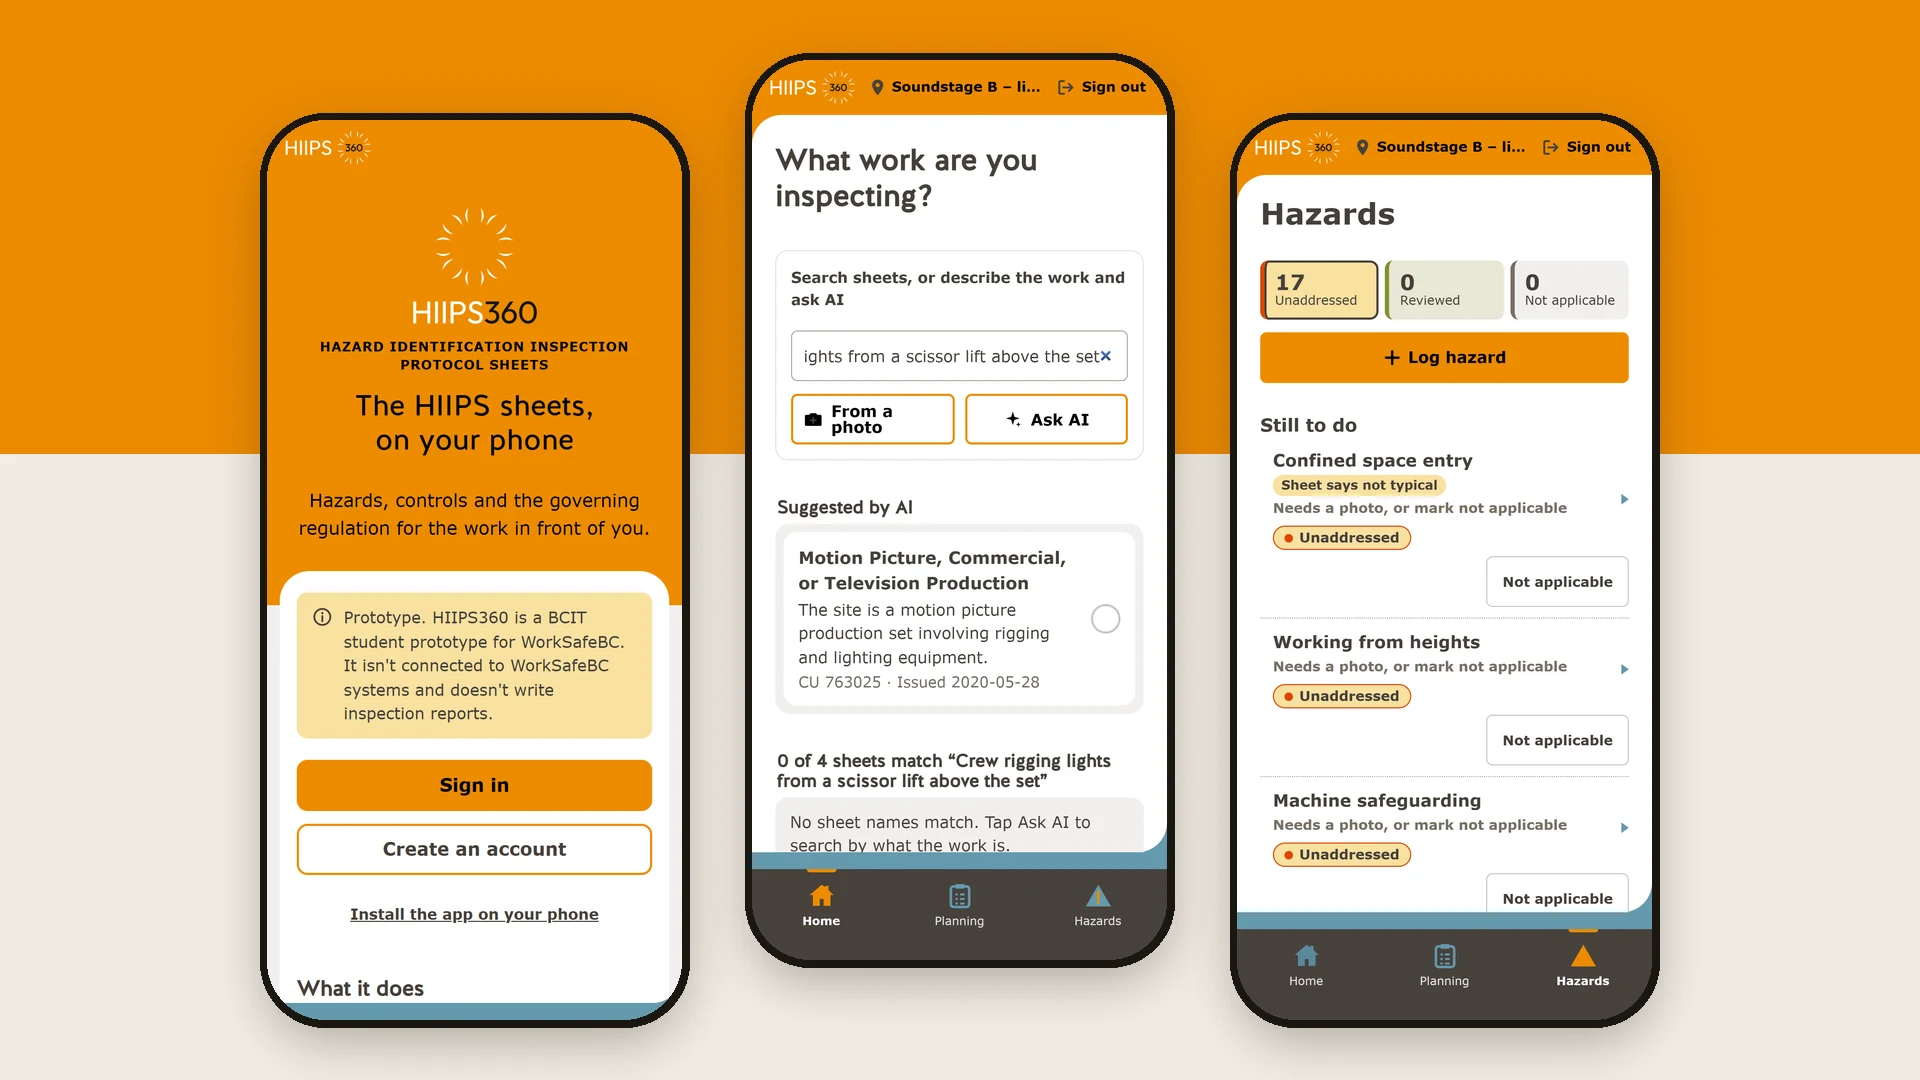 HIIPS 360
HIIPS360
HAZARD IDENTIFICATION INSPECTION
PROTOCOL SHEETS
The HIIPS sheets,
on your phone
Hazards, controls and the governing
regulation for the work in front of you.
Prototype. HIIPS360 is a BCIT
student prototype for WorkSafeBC.
It isn't connected to WorkSafeBC
systems and doesn't write
inspection reports.
Sign in
Create an account
Install the app on your phone
What it does
HIIPS 360 Soundstage B – li... Sign out
What work are you
inspecting?
Search sheets, or describe the work and
ask AI
ights from a scissor lift above the set
From a
photo
Ask AI
Suggested by AI
Motion Picture, Commercial,
or Television Production
The site is a motion picture
production set involving rigging
and lighting equipment.
CU 763025 · Issued 2020-05-28
0 of 4 sheets match “Crew rigging lights
from a scissor lift above the set”
No sheet names match. Tap Ask AI to
search by what the work is.
Home Planning Hazards
HIIPS 360 Soundstage B – li... Sign out
Hazards
17 0 0
Unaddressed Reviewed Not applicable
+ Log hazard
Still to do
Confined space entry
Sheet says not typical
Needs a photo, or mark not applicable
Unaddressed
Not applicable
Working from heights
Needs a photo, or mark not applicable
Unaddressed
Not applicable
Machine safeguarding
Needs a photo, or mark not applicable
Unaddressed
Not applicable
Home Planning Hazards